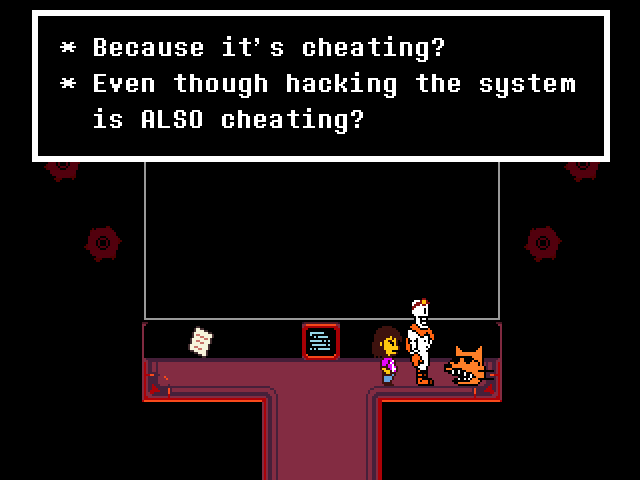 * Because it's cheating?
* Even though hacking the system
is ALSO cheating?